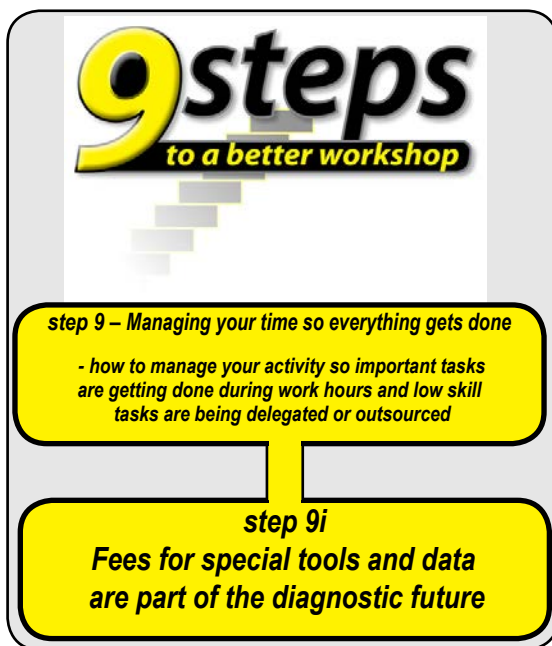 9 steps
to a better workshop
step 9 – Managing your time so everything gets done
- how to manage your activity so important tasks
are getting done during work hours and low skill
tasks are being delegated or outsourced
step 9i
Fees for special tools and data
are part of the diagnostic future